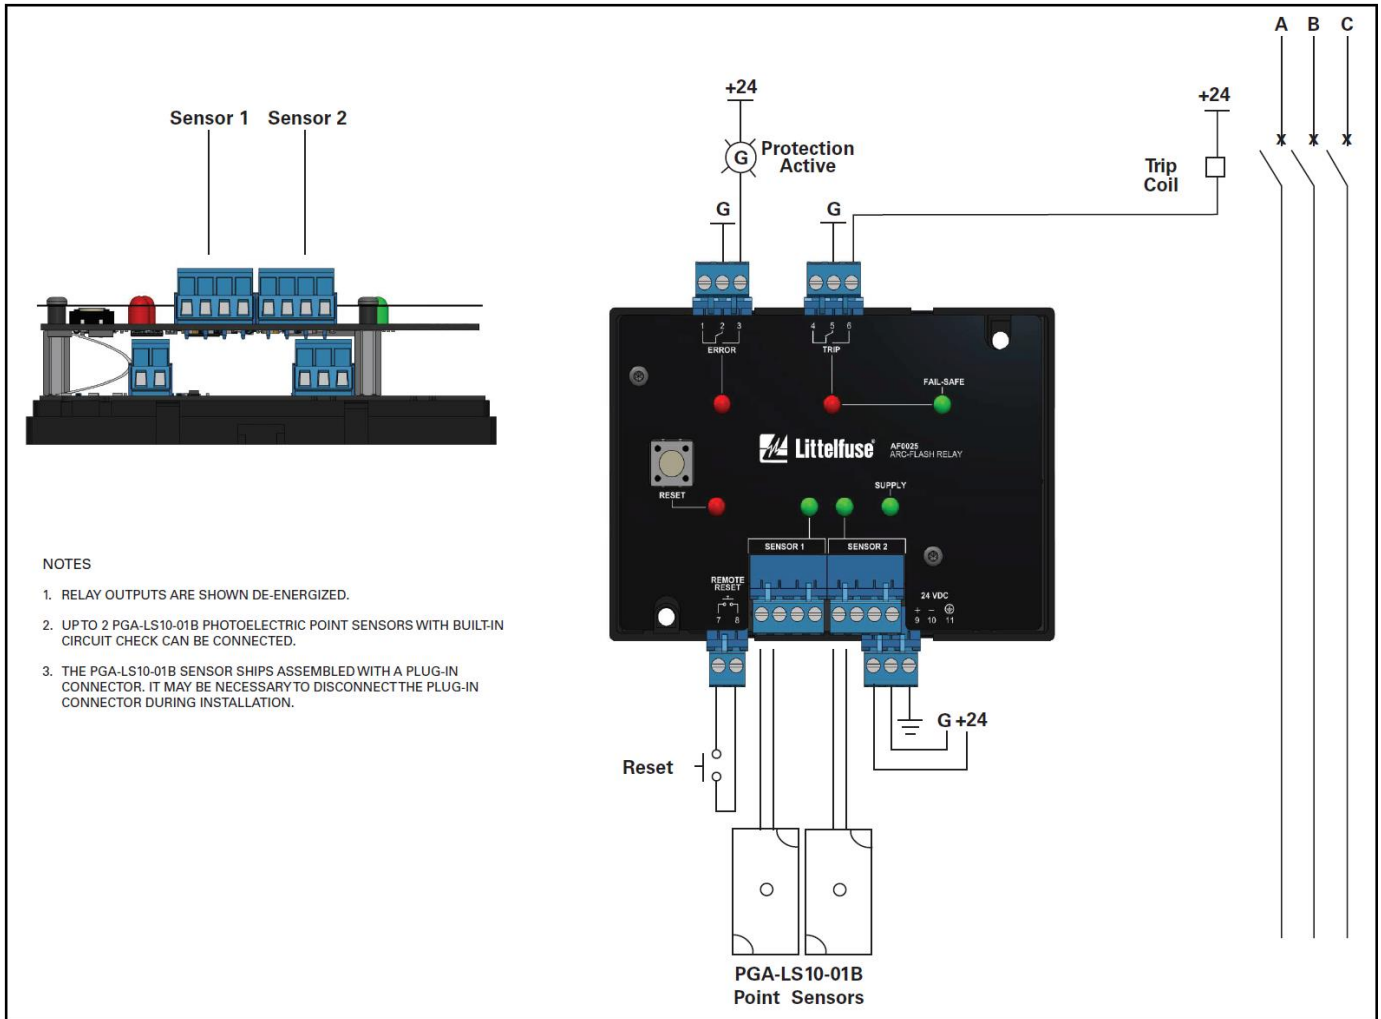 A B C
+24
+24
Sensor 1 Sensor 2
G Protection
Active
Trip
Coil
G
G
1 2 3
ERROR
4 5 6
TRIP
FAIL-SAFE
Littelfuse®
AF0025
ARC-FLASH RELAY
RESET
SUPPLY
SENSOR 1
SENSOR 2
REMOTE
RESET
7 8
24 VDC
+ −
9 10 11
NOTES
1. RELAY OUTPUTS ARE SHOWN DE-ENERGIZED.
2. UP TO 2 PGA-LS10-01B PHOTOELECTRIC POINT SENSORS WITH BUILT-IN
CIRCUIT CHECK CAN BE CONNECTED.
3. THE PGA-LS10-01B SENSOR SHIPS ASSEMBLED WITH A PLUG-IN
CONNECTOR. IT MAY BE NECESSARY TO DISCONNECT THE PLUG-IN
CONNECTOR DURING INSTALLATION.
G +24
Reset
PGA-LS10-01B
Point Sensors